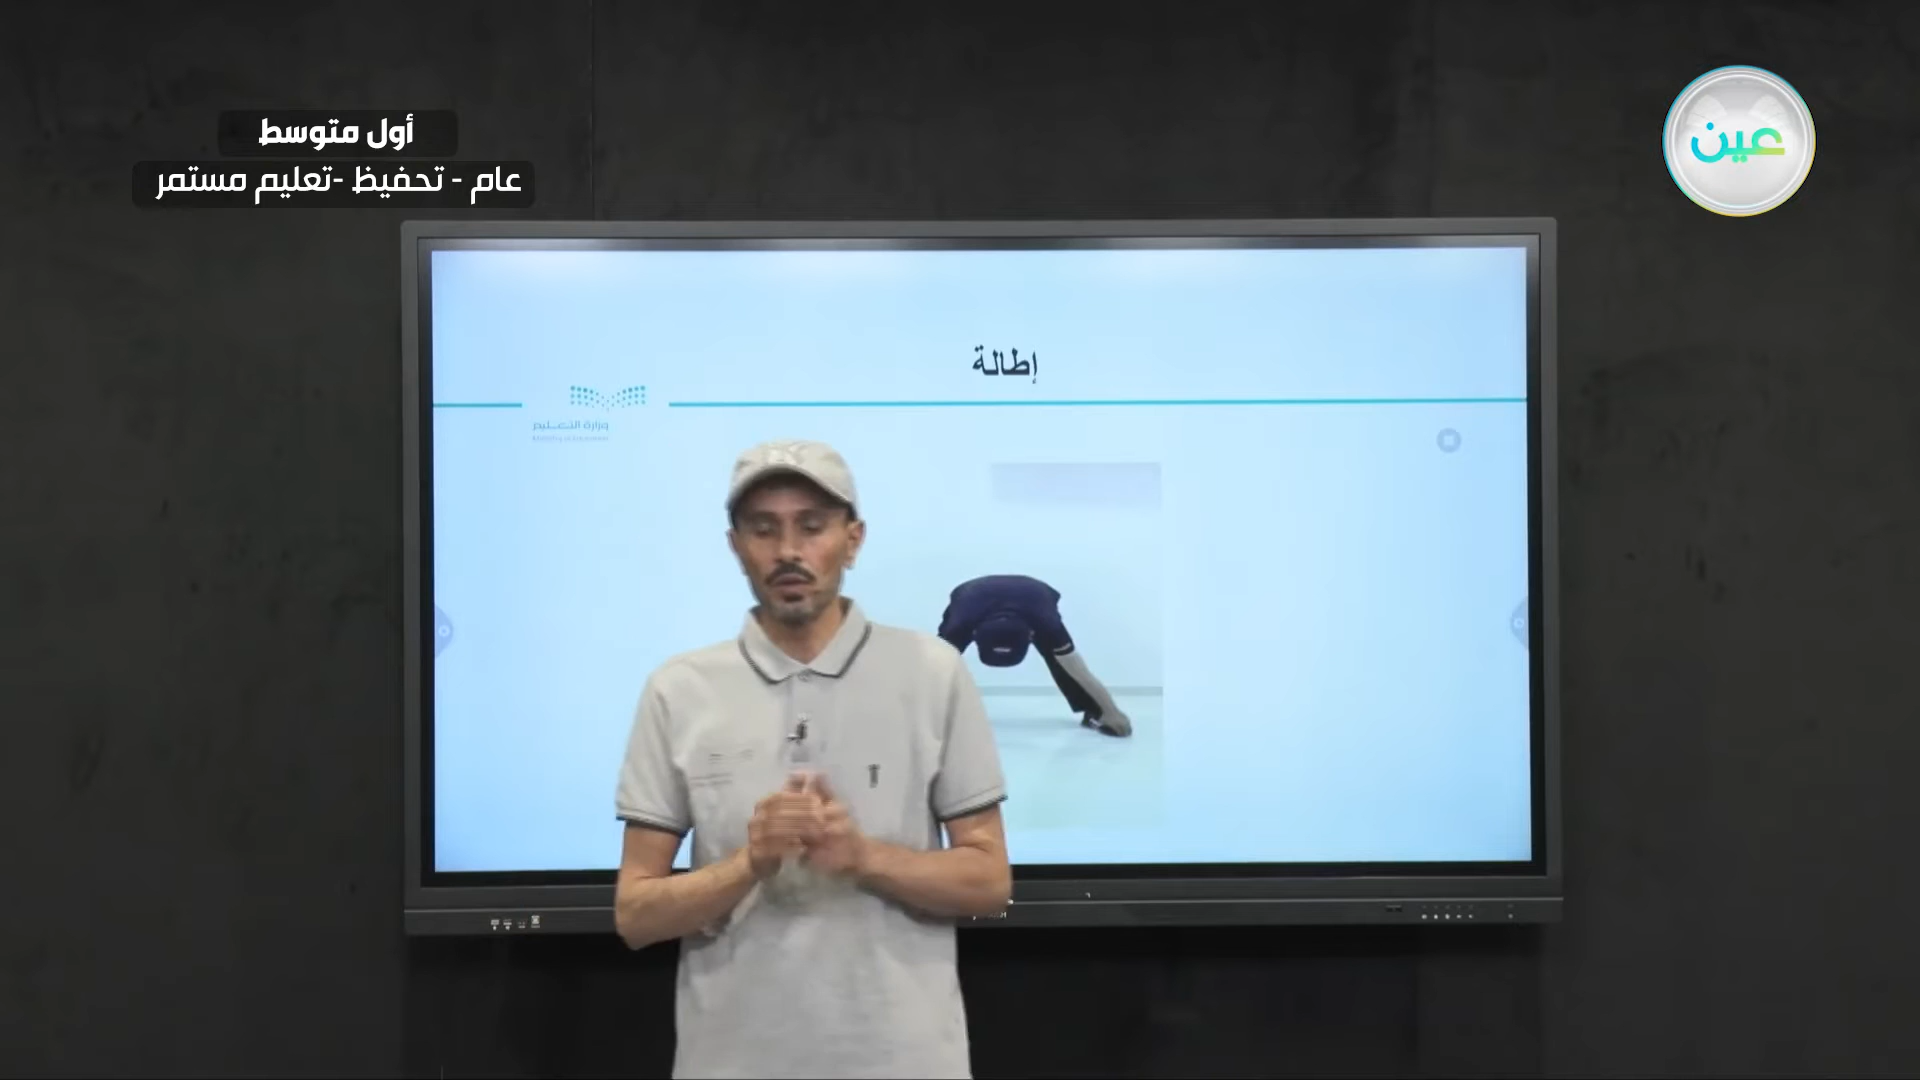 أول متوسط
عام - تحفيظ -تعليم مستمر
عين
إطالة
وزارة التعليم